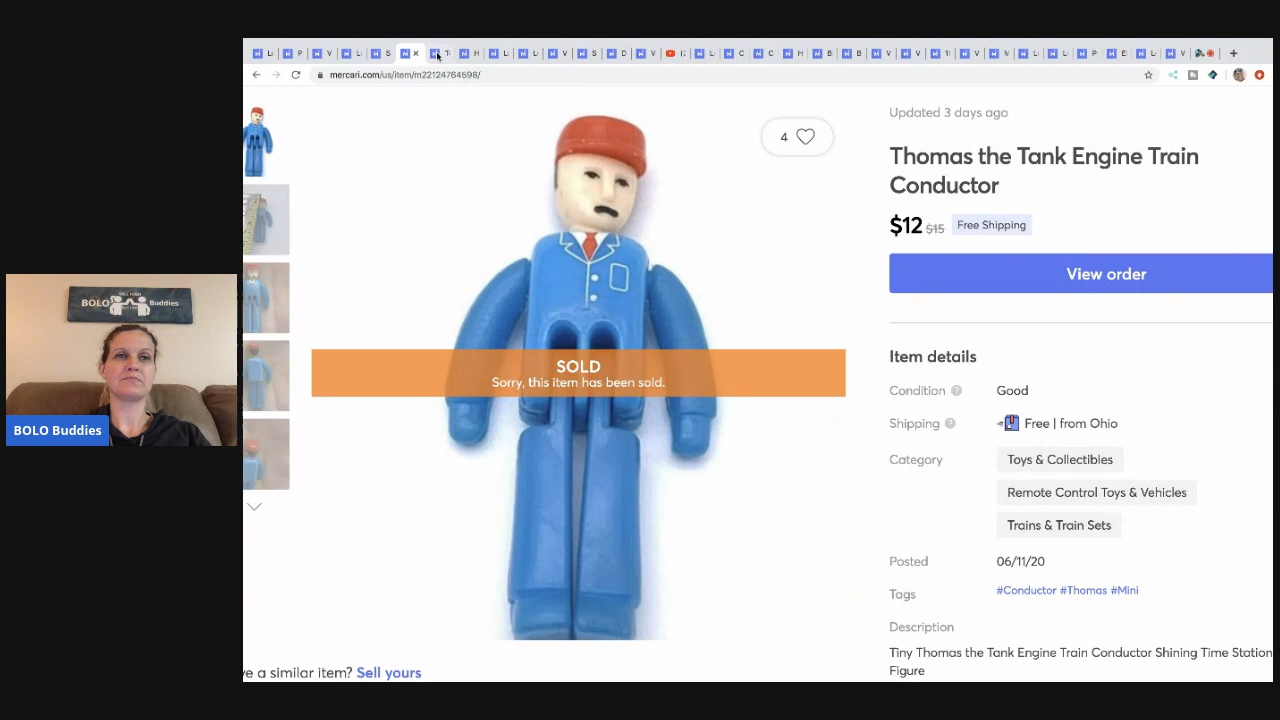 mercari.com/us/item/m22124764698/
Updated 3 days ago
4
Thomas the Tank Engine Train
Conductor
$12 $15 Free Shipping
View order
SOLD
Sorry, this item has been sold.
Item details
Condition Good
Shipping Free | from Ohio
Category Toys & Collectibles
Remote Control Toys & Vehicles
Trains & Train Sets
Posted 06/11/20
Tags #Conductor #Thomas #Mini
Description
Tiny Thomas the Tank Engine Train Conductor Shining Time Station
Figure
ve a similar item? Sell yours
BOLO Buddies
BOLO Buddies